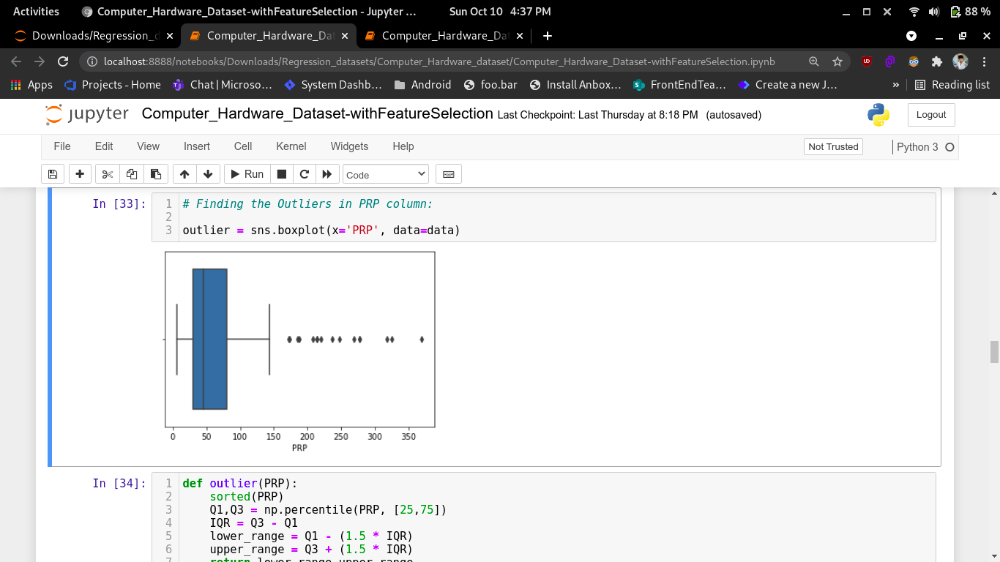 Activities Computer_Hardware_Dataset-withFeatureSelection - Jupyter ... Sun Oct 10 4:37 PM 88 %
Downloads/Regression_d Computer_Hardware_Dat Computer_Hardware_Dat
localhost:8888/notebooks/Downloads/Regression_datasets/Computer_Hardware_dataset/Computer_Hardware_Dataset-withFeatureSelection.ipynb
Apps Projects - Home Chat | Microso... System Dashb... Android foo.bar Install Anbox... FrontEndTea... Create a new J... » Reading list
jupyter Computer_Hardware_Dataset-withFeatureSelection Last Checkpoint: Last Thursday at 8:18 PM (autosaved) Logout
File Edit View Insert Cell Kernel Widgets Help Not Trusted Python 3
Run Code
In [33]: 1 # Finding the Outliers in PRP column:
2
3 outlier = sns.boxplot(x='PRP', data=data)
0 50 100 150 200 250 300 350
PRP
In [34]: 1 def outlier(PRP):
2 sorted(PRP)
3 Q1,Q3 = np.percentile(PRP, [25,75])
4 IQR = Q3 - Q1
5 lower_range = Q1 - (1.5 * IQR)
6 upper_range = Q3 + (1.5 * IQR)
7 return lower_range,upper_range